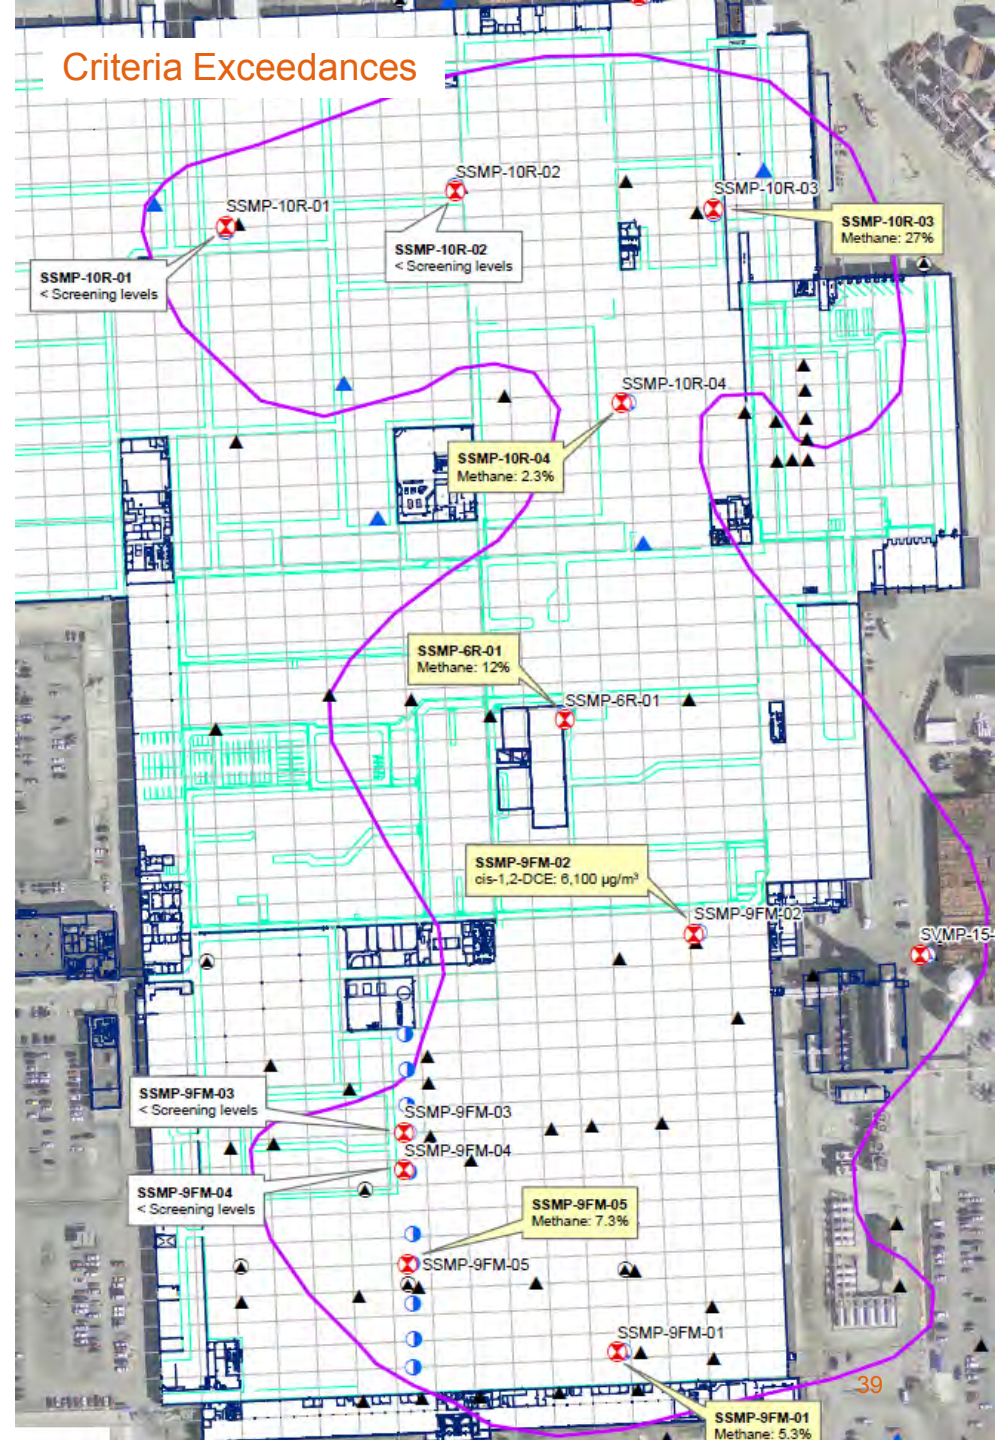 Criteria Exceedances
SSMP-10R-02
SSMP-10R-03
SSMP-10R-01
SSMP-10R-03
Methane: 27%
SSMP-10R-02
< Screening levels
SSMP-10R-01
< Screening levels
SSMP-10R-04
SSMP-10R-04
Methane: 2.3%
SSMP-6R-01
Methane: 12%
SSMP-6R-01
SSMP-9FM-02
cis-1,2-DCE: 6,100 µg/m³
SSMP-9FM-02
SVMP-15-
SSMP-9FM-03
< Screening levels
SSMP-9FM-03
SSMP-9FM-04
SSMP-9FM-04
< Screening levels
SSMP-9FM-05
Methane: 7.3%
SSMP-9FM-05
SSMP-9FM-01
39
SSMP-9FM-01
Methane: 5.3%